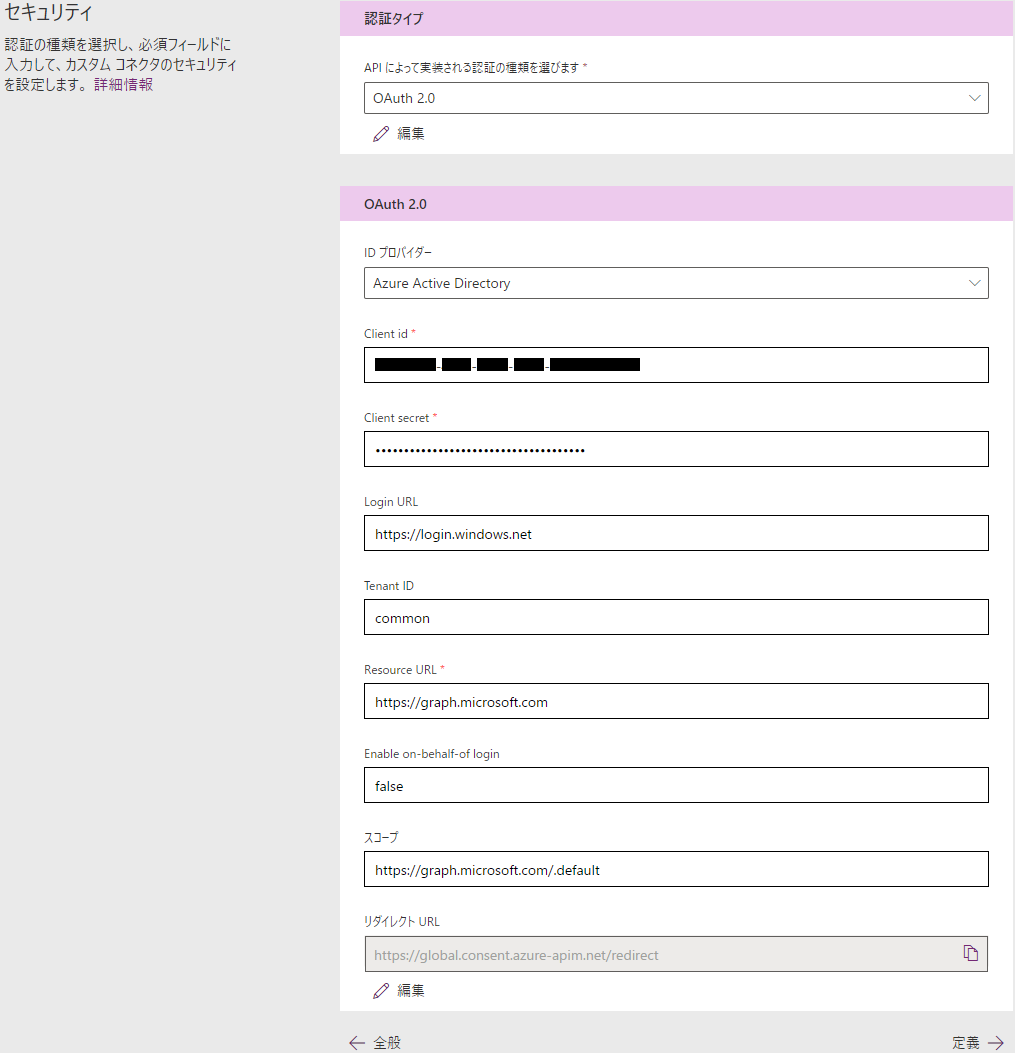 セキュリティ
認証の種類を選択し、必須フィールドに
入力して、カスタム コネクタのセキュリティ
を設定します。 詳細情報
認証タイプ
API によって実装される認証の種類を選びます *
OAuth 2.0
編集
OAuth 2.0
ID プロバイダー
Azure Active Directory
Client id *
Client secret *
••••••••••••••••••••••••••••••••••••••
Login URL
https://login.windows.net
Tenant ID
common
Resource URL *
https://graph.microsoft.com
Enable on-behalf-of login
false
スコープ
https://graph.microsoft.com/.default
リダイレクト URL
https://global.consent.azure-apim.net/redirect
編集
全般
定義